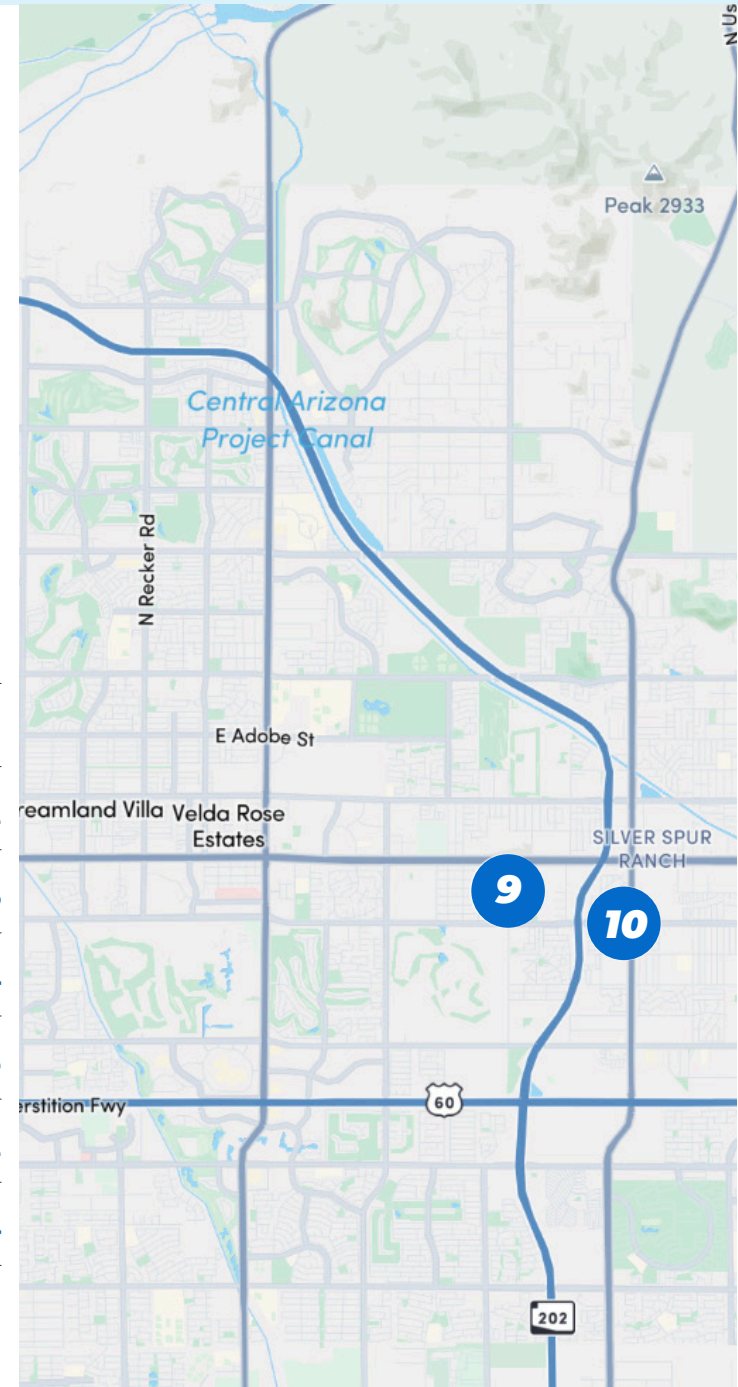 N Us
Peak 2933
Central Arizona
Project Canal
N Recker Rd
E Adobe St
reamland Villa
Velda Rose
Estates
SILVER SPUR
RANCH
9
10
60
erstition Fwy
202